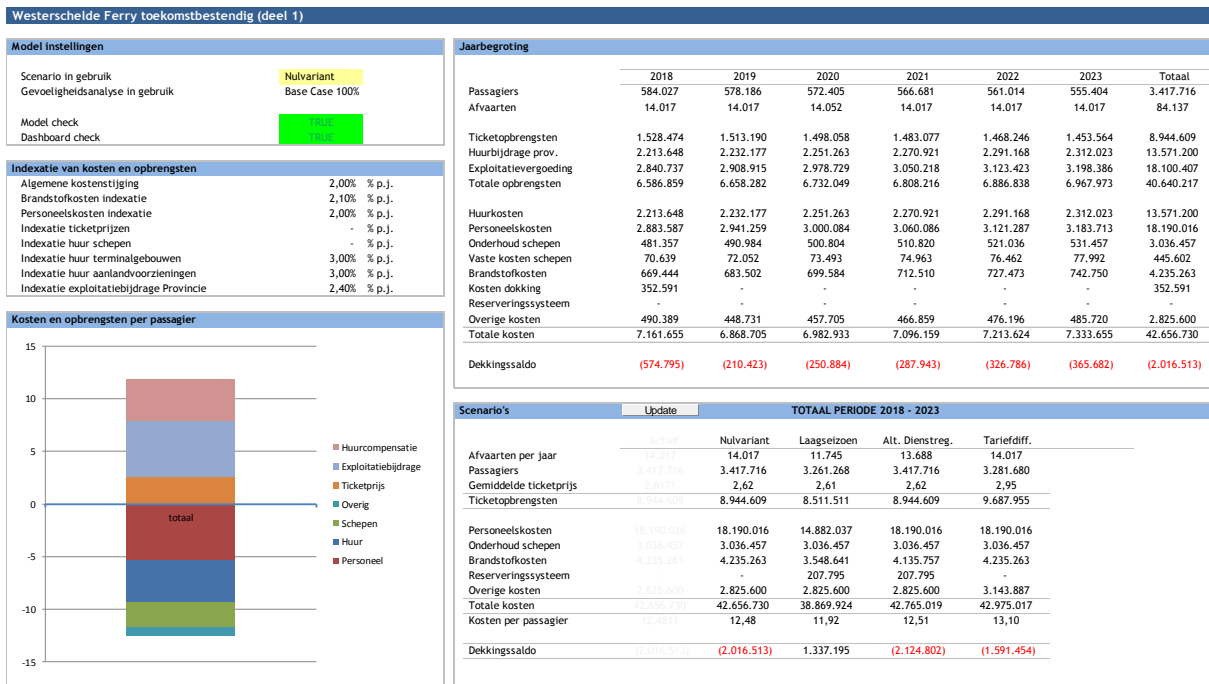 Westerschelde Ferry toekomstbestendig (deel 1)
Model instellingen
Scenario in gebruik Nulvariant
Gevoeligheidsanalyse in gebruik Base Case 100%
Model check TRUE
Dashboard check TRUE
Indexatie van kosten en opbrengsten
Algemene kostenstijging 2,00% % p.j.
Brandstofkosten indexatie 2,10% % p.j.
Personeelskosten indexatie 2,00% % p.j.
Indexatie ticketprijzen - % p.j.
Indexatie huur schepen - % p.j.
Indexatie huur terminalgebouwen 3,00% % p.j.
Indexatie huur aanlandvoorzieningen 3,00% % p.j.
Indexatie exploitatiebijdrage Provincie 2,40% % p.j.
Kosten en opbrengsten per passagier
15
10
5
0
-5
-10
-15
totaal
Huurcompensatie
Exploitatiebijdrage
Ticketprijs
Overig
Schepen
Huur
Personeel
Jaarbegroting
2018 2019 2020 2021 2022 2023 Totaal
Passagiers 584.027 578.186 572.405 566.681 561.014 555.404 3.417.716
Afvaarten 14.017 14.017 14.052 14.017 14.017 14.017 84.137
Ticketopbrengsten 1.528.474 1.513.190 1.498.058 1.483.077 1.468.246 1.453.564 8.944.609
Huurbijdrage prov. 2.213.648 2.232.177 2.251.263 2.270.921 2.291.168 2.312.023 13.571.200
Exploitatievergoeding 2.840.737 2.908.915 2.978.729 3.050.218 3.123.423 3.198.386 18.100.407
Totale opbrengsten 6.586.859 6.658.282 6.732.049 6.808.216 6.886.838 6.967.973 40.640.217
Huurkosten 2.213.648 2.232.177 2.251.263 2.270.921 2.291.168 2.312.023 13.571.200
Personeelskosten 2.883.587 2.941.259 3.000.084 3.060.086 3.121.287 3.183.713 18.190.016
Onderhoud schepen 481.357 490.984 500.804 510.820 521.036 531.457 3.036.457
Vaste kosten schepen 70.639 72.052 73.493 74.963 76.462 77.992 445.602
Brandstofkosten 669.444 683.502 699.584 712.510 727.473 742.750 4.235.263
Kosten dokking 352.591 - - - - - 352.591
Reserveringssysteem - - - - - - -
Overige kosten 490.389 448.731 457.705 466.859 476.196 485.720 2.825.600
Totale kosten 7.161.655 6.868.705 6.982.933 7.096.159 7.213.624 7.333.655 42.656.730
Dekkingssaldo (574.795) (210.423) (250.884) (287.943) (326.786) (365.682) (2.016.513)
Scenario's Update TOTAAL PERIODE 2018 - 2023
Actief Nulvariant Laagseizoen Alt. Dienstreg. Tariefdiff.
Afvaarten per jaar 14.017 14.017 11.745 13.688 14.017
Passagiers 3.417.716 3.417.716 3.261.268 3.417.716 3.281.680
Gemiddelde ticketprijs 2,6171 2,62 2,61 2,62 2,95
Ticketopbrengsten 8.944.609 8.944.609 8.511.511 8.944.609 9.687.955
Personeelskosten 18.190.016 18.190.016 14.882.037 18.190.016 18.190.016
Onderhoud schepen 3.036.457 3.036.457 3.036.457 3.036.457 3.036.457
Brandstofkosten 4.235.263 4.235.263 3.548.641 4.135.757 4.235.263
Reserveringssysteem - 207.795 207.795 -
Overige kosten 2.825.600 2.825.600 2.825.600 2.825.600 3.143.887
Totale kosten 42.656.730 42.656.730 38.869.924 42.765.019 42.975.017
Kosten per passagier 12,4811 12,48 11,92 12,51 13,10
Dekkingssaldo (2.016.513) (2.016.513) 1.337.195 (2.124.802) (1.591.454)